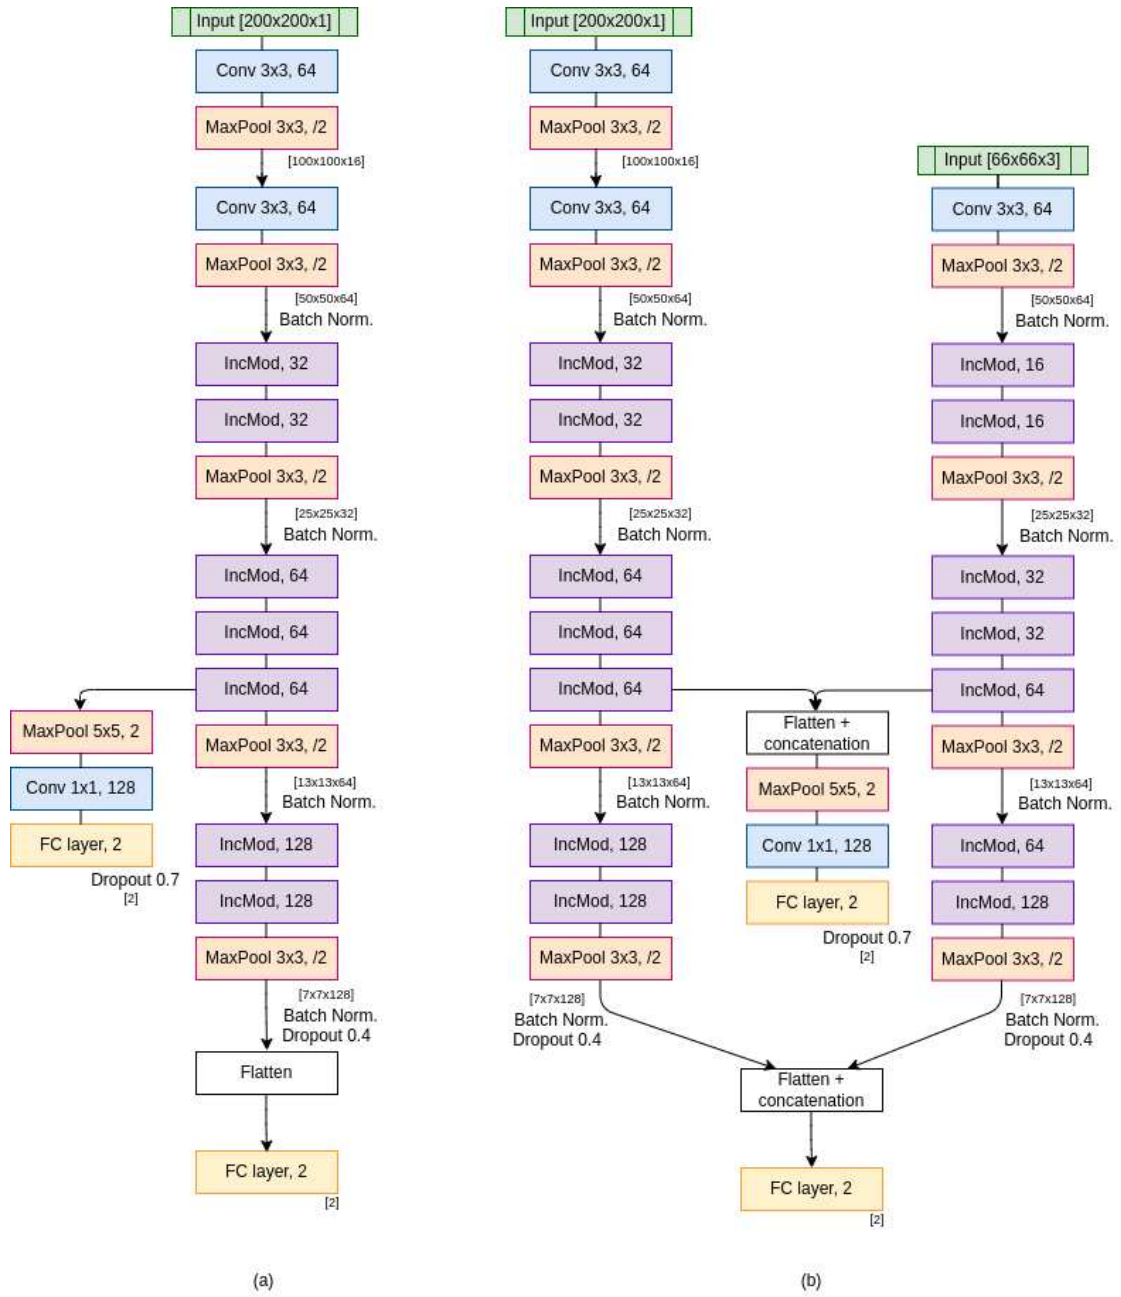 Input [200x200x1]
Conv 3x3, 64
MaxPool 3x3, /2
[100x100x16]
Conv 3x3, 64
MaxPool 3x3, /2
[50x50x64]
Batch Norm.
IncMod, 32
IncMod, 32
MaxPool 3x3, /2
[25x25x32]
Batch Norm.
IncMod, 64
IncMod, 64
IncMod, 64
MaxPool 3x3, /2
[13x13x64]
Batch Norm.
IncMod, 128
IncMod, 128
MaxPool 3x3, /2
[7x7x128]
Batch Norm.
Dropout 0.4
Flatten
FC layer, 2
[2]
MaxPool 5x5, 2
Conv 1x1, 128
FC layer, 2
Dropout 0.7
[2]
(a)
Input [200x200x1]
Conv 3x3, 64
MaxPool 3x3, /2
[100x100x16]
Conv 3x3, 64
MaxPool 3x3, /2
[50x50x64]
Batch Norm.
IncMod, 32
IncMod, 32
MaxPool 3x3, /2
[25x25x32]
Batch Norm.
IncMod, 64
IncMod, 64
IncMod, 64
MaxPool 3x3, /2
[13x13x64]
Batch Norm.
IncMod, 128
IncMod, 128
MaxPool 3x3, /2
[7x7x128]
Batch Norm.
Dropout 0.4
Flatten +
concatenation
MaxPool 5x5, 2
Conv 1x1, 128
FC layer, 2
Dropout 0.7
[2]
Input [66x66x3]
Conv 3x3, 64
MaxPool 3x3, /2
[50x50x64]
Batch Norm.
IncMod, 16
IncMod, 16
MaxPool 3x3, /2
[25x25x32]
Batch Norm.
IncMod, 32
IncMod, 32
IncMod, 64
MaxPool 3x3, /2
[13x13x64]
Batch Norm.
IncMod, 64
IncMod, 128
MaxPool 3x3, /2
[7x7x128]
Batch Norm.
Dropout 0.4
Flatten +
concatenation
FC layer, 2
[2]
(b)